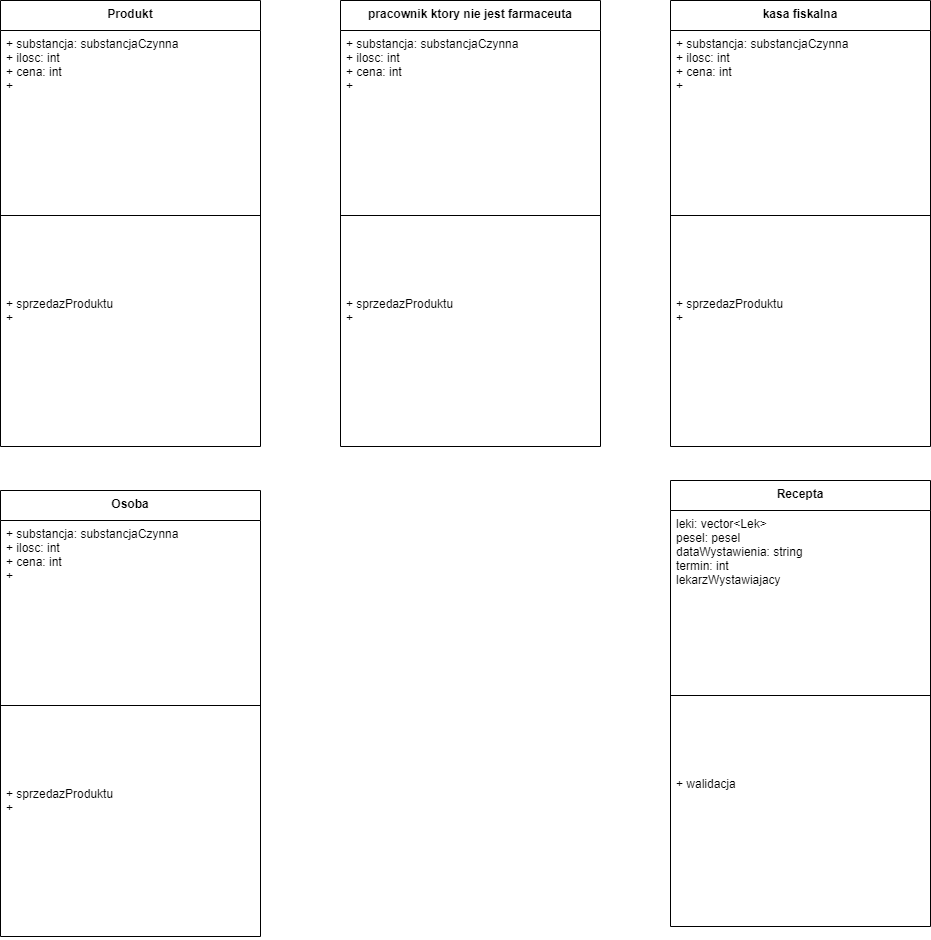 Produkt
+ substancja: substancjaCzynna
+ ilosc: int
+ cena: int
+
+ sprzedazProduktu
+
pracownik ktory nie jest farmaceuta
+ substancja: substancjaCzynna
+ ilosc: int
+ cena: int
+
+ sprzedazProduktu
+
kasa fiskalna
+ substancja: substancjaCzynna
+ ilosc: int
+ cena: int
+
+ sprzedazProduktu
+
Osoba
+ substancja: substancjaCzynna
+ ilosc: int
+ cena: int
+
+ sprzedazProduktu
+
Recepta
leki: vector<Lek>
pesel: pesel
dataWystawienia: string
termin: int
lekarzWystawiajacy
+ walidacja